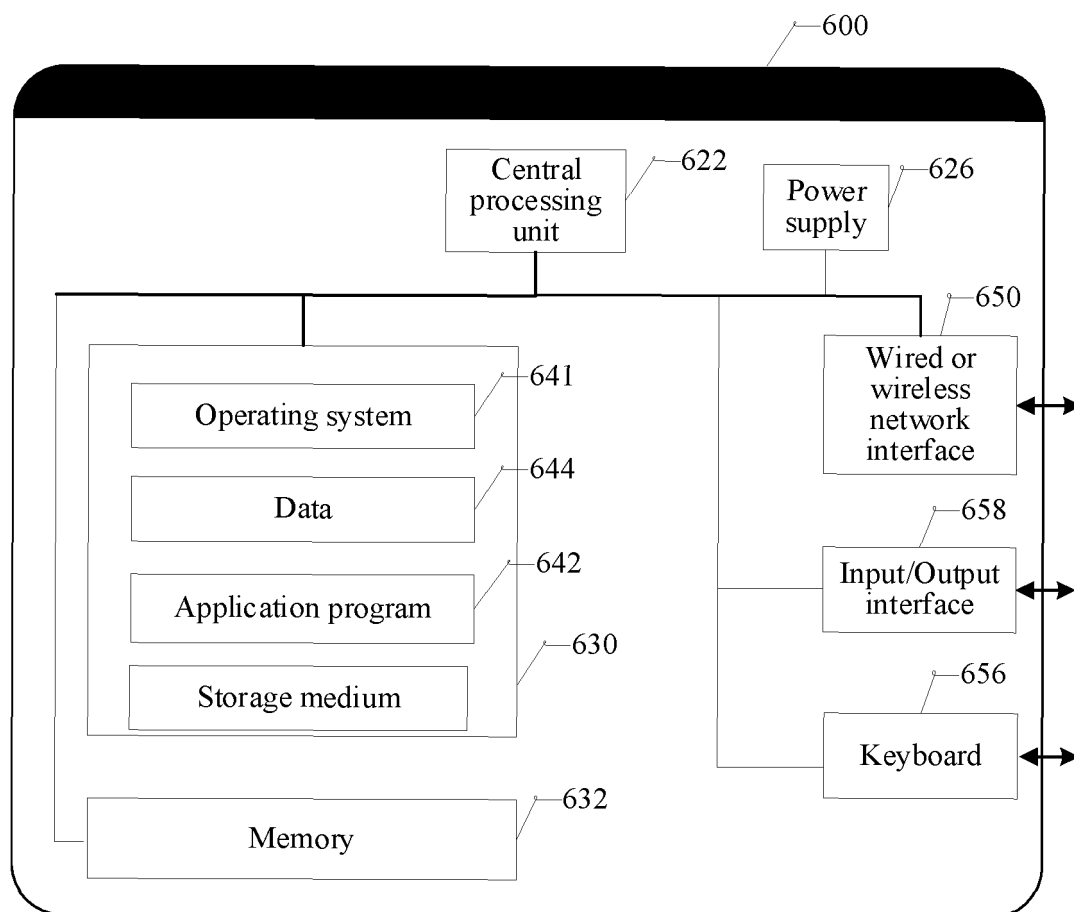 600
Central
processing
unit
622
Power
supply
626
650
Wired or
wireless
network
interface
641
Operating system
644
Data
642
Application program
630
Storage medium
658
Input/Output
interface
656
Keyboard
632
Memory